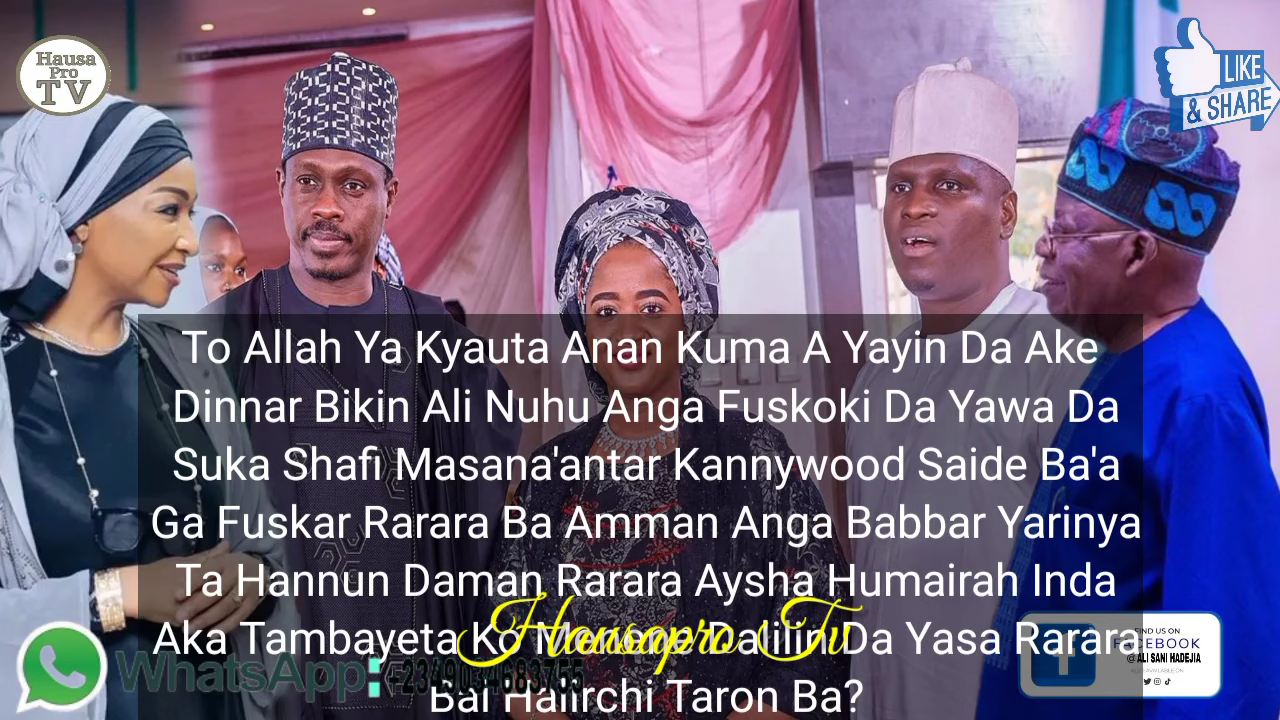 Hausa
Pro
TV
LIKE
& SHARE
To Allah Ya Kyauta Anan Kuma A Yayin Da Ake
Dinnar Bikin Ali Nuhu Anga Fuskoki Da Yawa Da
Suka Shafi Masana'antar Kannywood Saide Ba'a
Ga Fuskar Rarara Ba Amman Anga Babbar Yarinya
Ta Hannun Daman Rarara Aysha Humairah Inda
Aka Tambayeta Ko Menene Dalilin Da Yasa Rarara
Bai Halirchi Taron Ba?
Hausapro Tv
WhatsApp:
FIND US ON
FACEBOOK
@ALI SANI HADEJIA